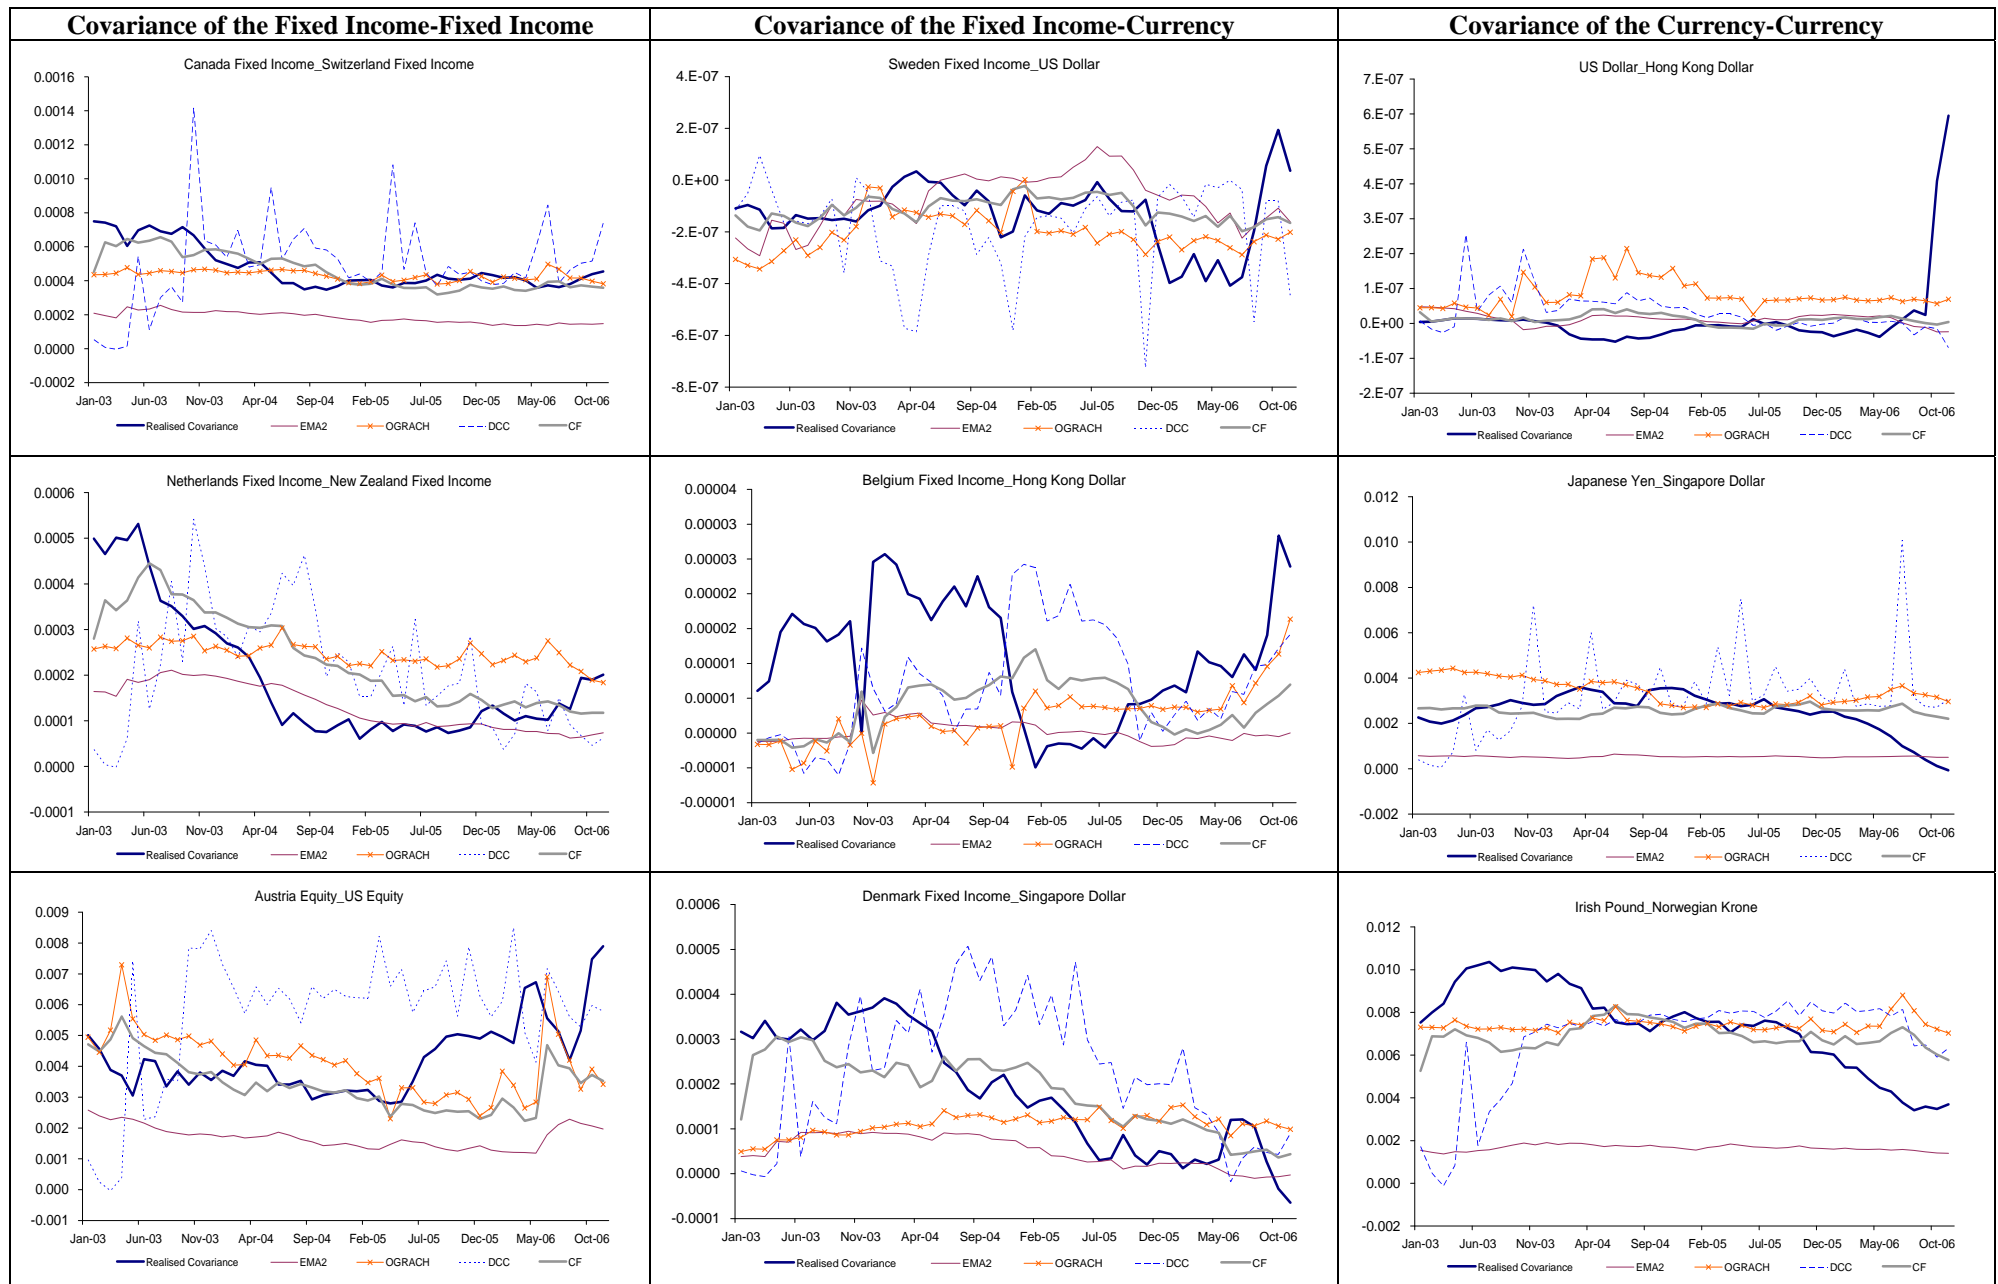 Covariance of the Fixed Income-Fixed Income
Covariance of the Fixed Income-Currency
Covariance of the Currency-Currency
Canada Fixed Income_Switzerland Fixed Income
0.0016
0.0014
0.0012
0.0010
0.0008
0.0006
0.0004
0.0002
0.0000
-0.0002
Jan-03 Jun-03 Nov-03 Apr-04 Sep-04 Feb-05 Jul-05 Dec-05 May-06 Oct-06
Realised Covariance EMA2 OGRACH DCC CF
Sweden Fixed Income_US Dollar
4.E-07
2.E-07
0.E+00
-2.E-07
-4.E-07
-6.E-07
-8.E-07
Jan-03 Jun-03 Nov-03 Apr-04 Sep-04 Feb-05 Jul-05 Dec-05 May-06 Oct-06
Realised Covariance EMA2 OGRACH DCC CF
US Dollar_Hong Kong Dollar
7.E-07
6.E-07
5.E-07
4.E-07
3.E-07
2.E-07
1.E-07
0.E+00
-1.E-07
-2.E-07
Jan-03 Jun-03 Nov-03 Apr-04 Sep-04 Feb-05 Jul-05 Dec-05 May-06 Oct-06
Realised Covariance EMA2 OGRACH DCC CF
Netherlands Fixed Income_New Zealand Fixed Income
0.0006
0.0005
0.0004
0.0003
0.0002
0.0001
0.0000
-0.0001
Jan-03 Jun-03 Nov-03 Apr-04 Sep-04 Feb-05 Jul-05 Dec-05 May-06 Oct-06
Realised Covariance EMA2 OGRACH DCC CF
Belgium Fixed Income_Hong Kong Dollar
0.00004
0.00003
0.00003
0.00002
0.00002
0.00001
0.00001
0.00000
-0.00001
-0.00001
Jan-03 Jun-03 Nov-03 Apr-04 Sep-04 Feb-05 Jul-05 Dec-05 May-06 Oct-06
Realised Covariance EMA2 OGRACH DCC CF
Japanese Yen_Singapore Dollar
0.012
0.010
0.008
0.006
0.004
0.002
0.000
-0.002
Jan-03 Jun-03 Nov-03 Apr-04 Sep-04 Feb-05 Jul-05 Dec-05 May-06 Oct-06
Realised Covariance EMA2 OGRACH DCC CF
Austria Equity_US Equity
0.009
0.008
0.007
0.006
0.005
0.004
0.003
0.002
0.001
0.000
-0.001
Jan-03 Jun-03 Nov-03 Apr-04 Sep-04 Feb-05 Jul-05 Dec-05 May-06 Oct-06
Realised Covariance EMA2 OGRACH DCC CF
Denmark Fixed Income_Singapore Dollar
0.0006
0.0005
0.0004
0.0003
0.0002
0.0001
0.0000
-0.0001
Jan-03 Jun-03 Nov-03 Apr-04 Sep-04 Feb-05 Jul-05 Dec-05 May-06 Oct-06
Realised Covariance EMA2 OGRACH DCC CF
Irish Pound_Norwegian Krone
0.012
0.010
0.008
0.006
0.004
0.002
0.000
-0.002
Jan-03 Jun-03 Nov-03 Apr-04 Sep-04 Feb-05 Jul-05 Dec-05 May-06 Oct-06
Realised Covariance EMA2 OGRACH DCC CF